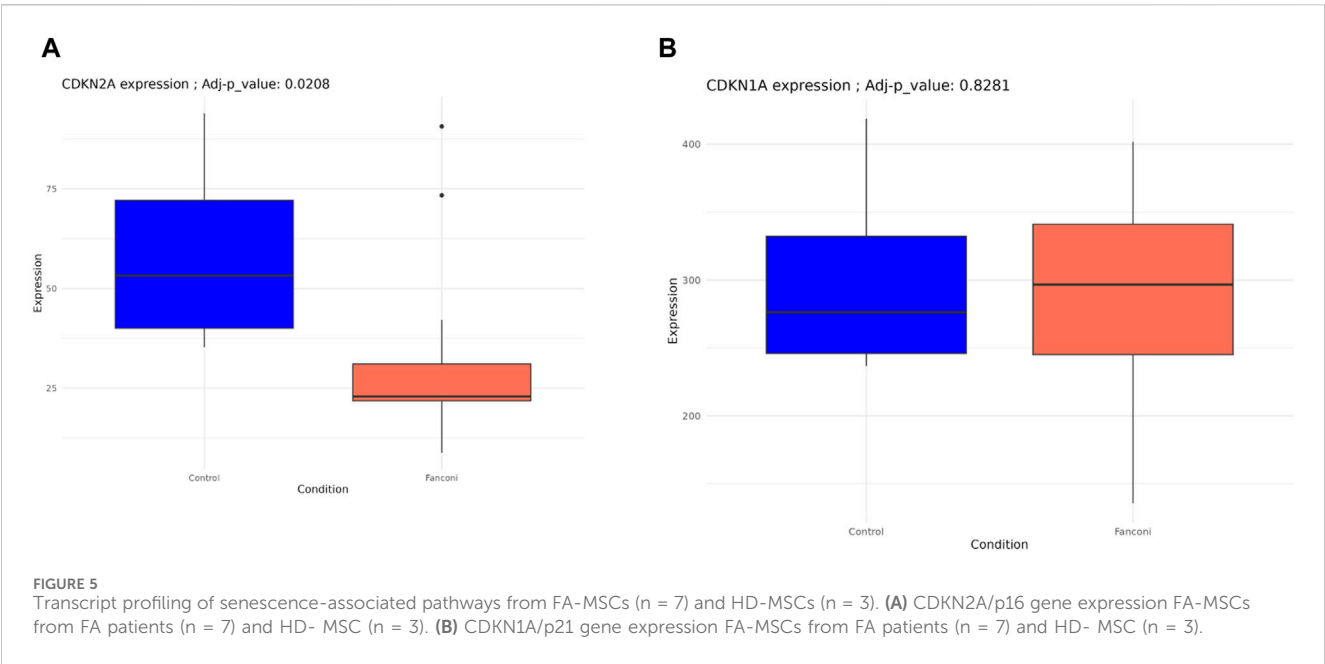 A
CDKN2A expression ; Adj-p_value: 0.0208
75
50
25
Expression
Control
Fanconi
Condition
B
CDKN1A expression ; Adj-p_value: 0.8281
400
300
200
Expression
Control
Fanconi
Condition
FIGURE 5
Transcript profiling of senescence-associated pathways from FA-MSCs (n = 7) and HD-MSCs (n = 3). (A) CDKN2A/p16 gene expression FA-MSCs
from FA patients (n = 7) and HD- MSC (n = 3). (B) CDKN1A/p21 gene expression FA-MSCs from FA patients (n = 7) and HD- MSC (n = 3).